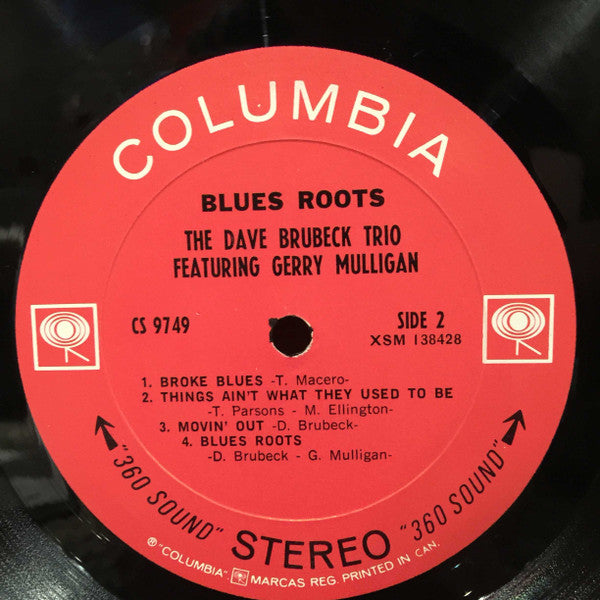 COLUMBIA
BLUES ROOTS
THE DAVE BRUBECK TRIO
FEATURING GERRY MULLIGAN
CS 9749
SIDE 2
XSM 138428
1. BROKE BLUES -T. Macero-
2. THINGS AIN'T WHAT THEY USED TO BE
-T. Parsons - M. Ellington-
3. MOVIN' OUT -D. Brubeck-
4. BLUES ROOTS
-D. Brubeck - G. Mulligan-
"360 SOUND" STEREO "360 SOUND"
® "COLUMBIA" MARCAS REG. PRINTED IN CAN.